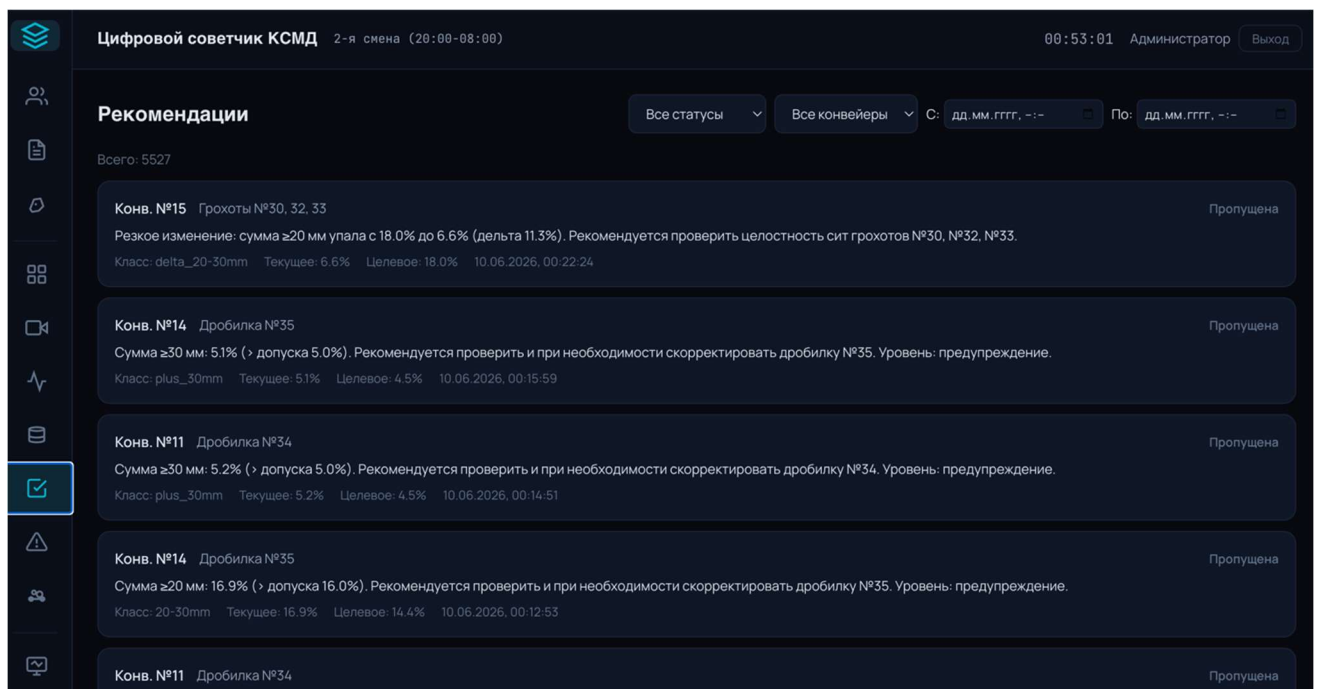 Цифровой советчик КСМД 2-я смена (20:00-08:00) 00:53:01 Администратор Выход
Рекомендации Все статусы Все конвейеры С: дд.мм.гггг, -:- По: дд.мм.гггг, -:-
Всего: 5527
Конв. №15 Грохоты №30, 32, 33 Пропущена
Резкое изменение: сумма ≥20 мм упала с 18.0% до 6.6% (дельта 11.3%). Рекомендуется проверить целостность сит грохотов №30, №32, №33.
Класс: delta_20-30mm Текущее: 6.6% Целевое: 18.0% 10.06.2026, 00:22:24
Конв. №14 Дробилка №35 Пропущена
Сумма ≥30 мм: 5.1% (> допуска 5.0%). Рекомендуется проверить и при необходимости скорректировать дробилку №35. Уровень: предупреждение.
Класс: plus_30mm Текущее: 5.1% Целевое: 4.5% 10.06.2026, 00:15:59
Конв. №11 Дробилка №34 Пропущена
Сумма ≥30 мм: 5.2% (> допуска 5.0%). Рекомендуется проверить и при необходимости скорректировать дробилку №34. Уровень: предупреждение.
Класс: plus_30mm Текущее: 5.2% Целевое: 4.5% 10.06.2026, 00:14:51
Конв. №14 Дробилка №35 Пропущена
Сумма ≥20 мм: 16.9% (> допуска 16.0%). Рекомендуется проверить и при необходимости скорректировать дробилку №35. Уровень: предупреждение.
Класс: 20-30mm Текущее: 16.9% Целевое: 14.4% 10.06.2026, 00:12:53
Конв. №11 Дробилка №34 Пропущена